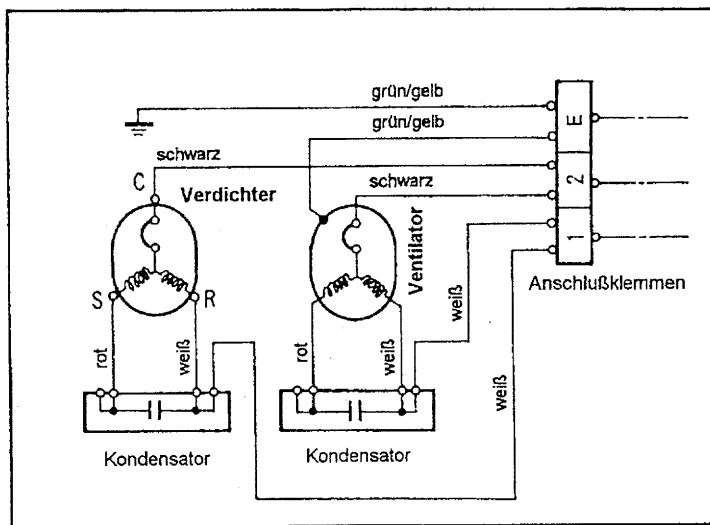 grün/gelb
grün/gelb
E
schwarz
C
Verdichter
schwarz
2
Ventilator
1
Anschlußklemmen
S
R
rot
weiß
rot
weiß
weiß
weiß
Kondensator
Kondensator